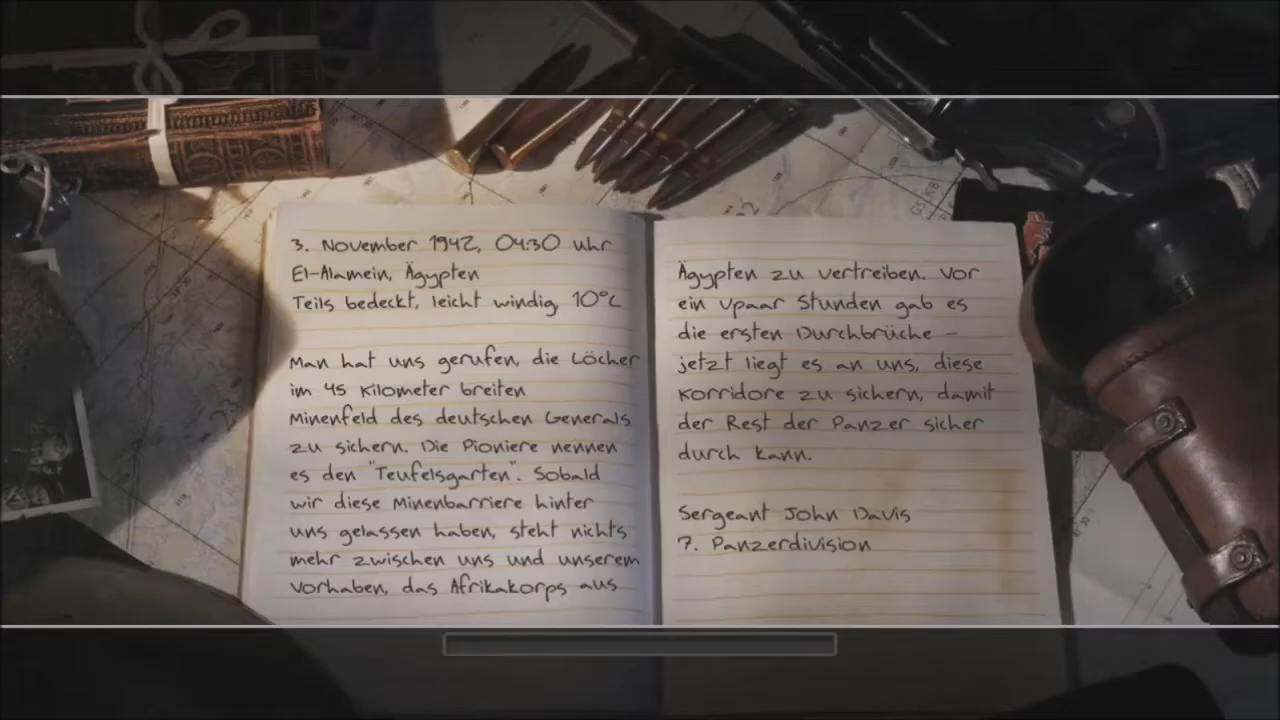 3. November 1942, 04:30 Uhr
El-Alamein, Ägypten
Teils bedeckt, leicht windig, 10°C
Man hat uns gerufen, die Löcher
im 45 Kilometer breiten
Minenfeld des deutschen Generals
zu sichern. Die Pioniere nennen
es den "Teufelsgarten". Sobald
wir diese Minenbarriere hinter
uns gelassen haben, steht nichts
mehr zwischen uns und unserem
Vorhaben, das Afrikakorps aus
Ägypten zu vertreiben. Vor
ein vpaar Stunden gab es
die ersten Durchbrüche –
jetzt liegt es an uns, diese
Korridore zu sichern, damit
der Rest der Panzer sicher
durch kann.
Sergeant John Davis
7. Panzerdivision